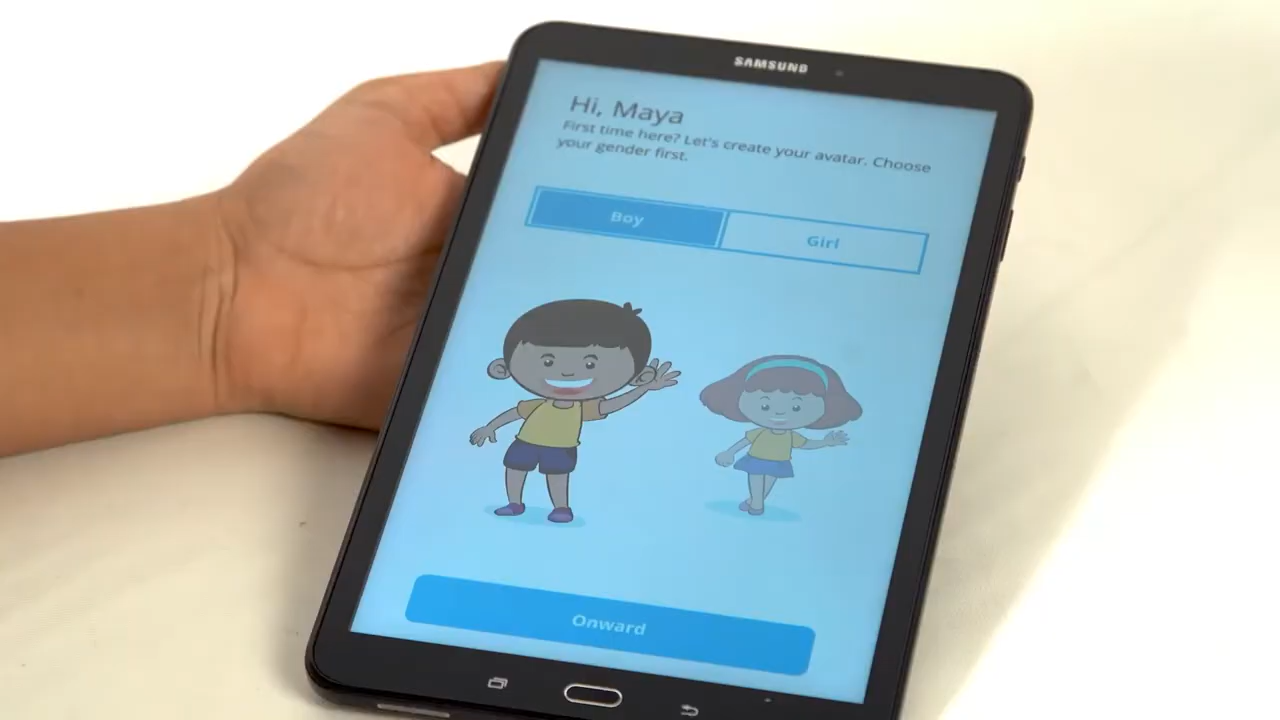 SAMSUNG
Hi, Maya
First time here? Let's create your avatar. Choose
your gender first.
Boy
Girl
Onward